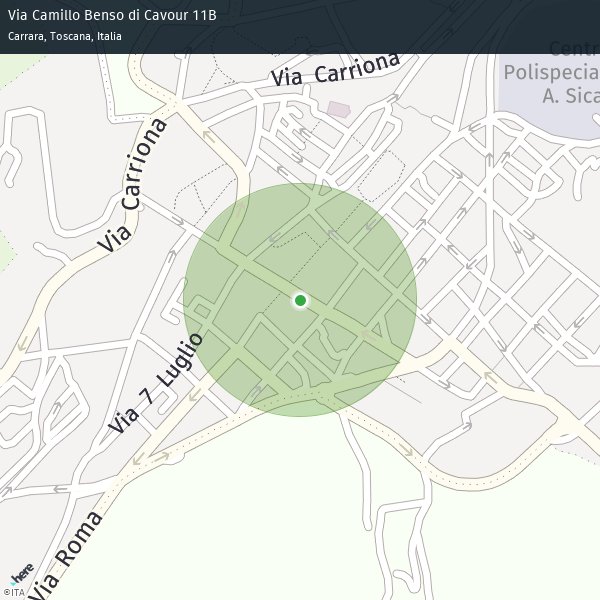 Via Camillo Benso di Cavour 11B
Carrara, Toscana, Italia
Via Carriona
Polispecia
A. Sica
Via Carriona
Via 7 Luglio
Via Roma
here
©ITA